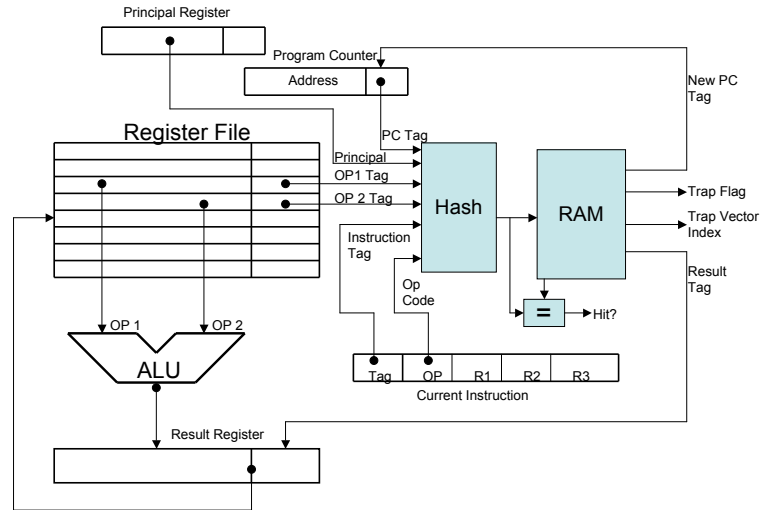 Principal Register
Program Counter
Address
New PC
Tag
Register File
PC Tag
Principal
OP1 Tag
OP 2 Tag
Hash
RAM
Trap Flag
Trap Vector
Index
Instruction
Tag
Op
Code
Result
Tag
=
Hit?
OP 1
OP 2
ALU
Tag
OP
R1
R2
R3
Current Instruction
Result Register